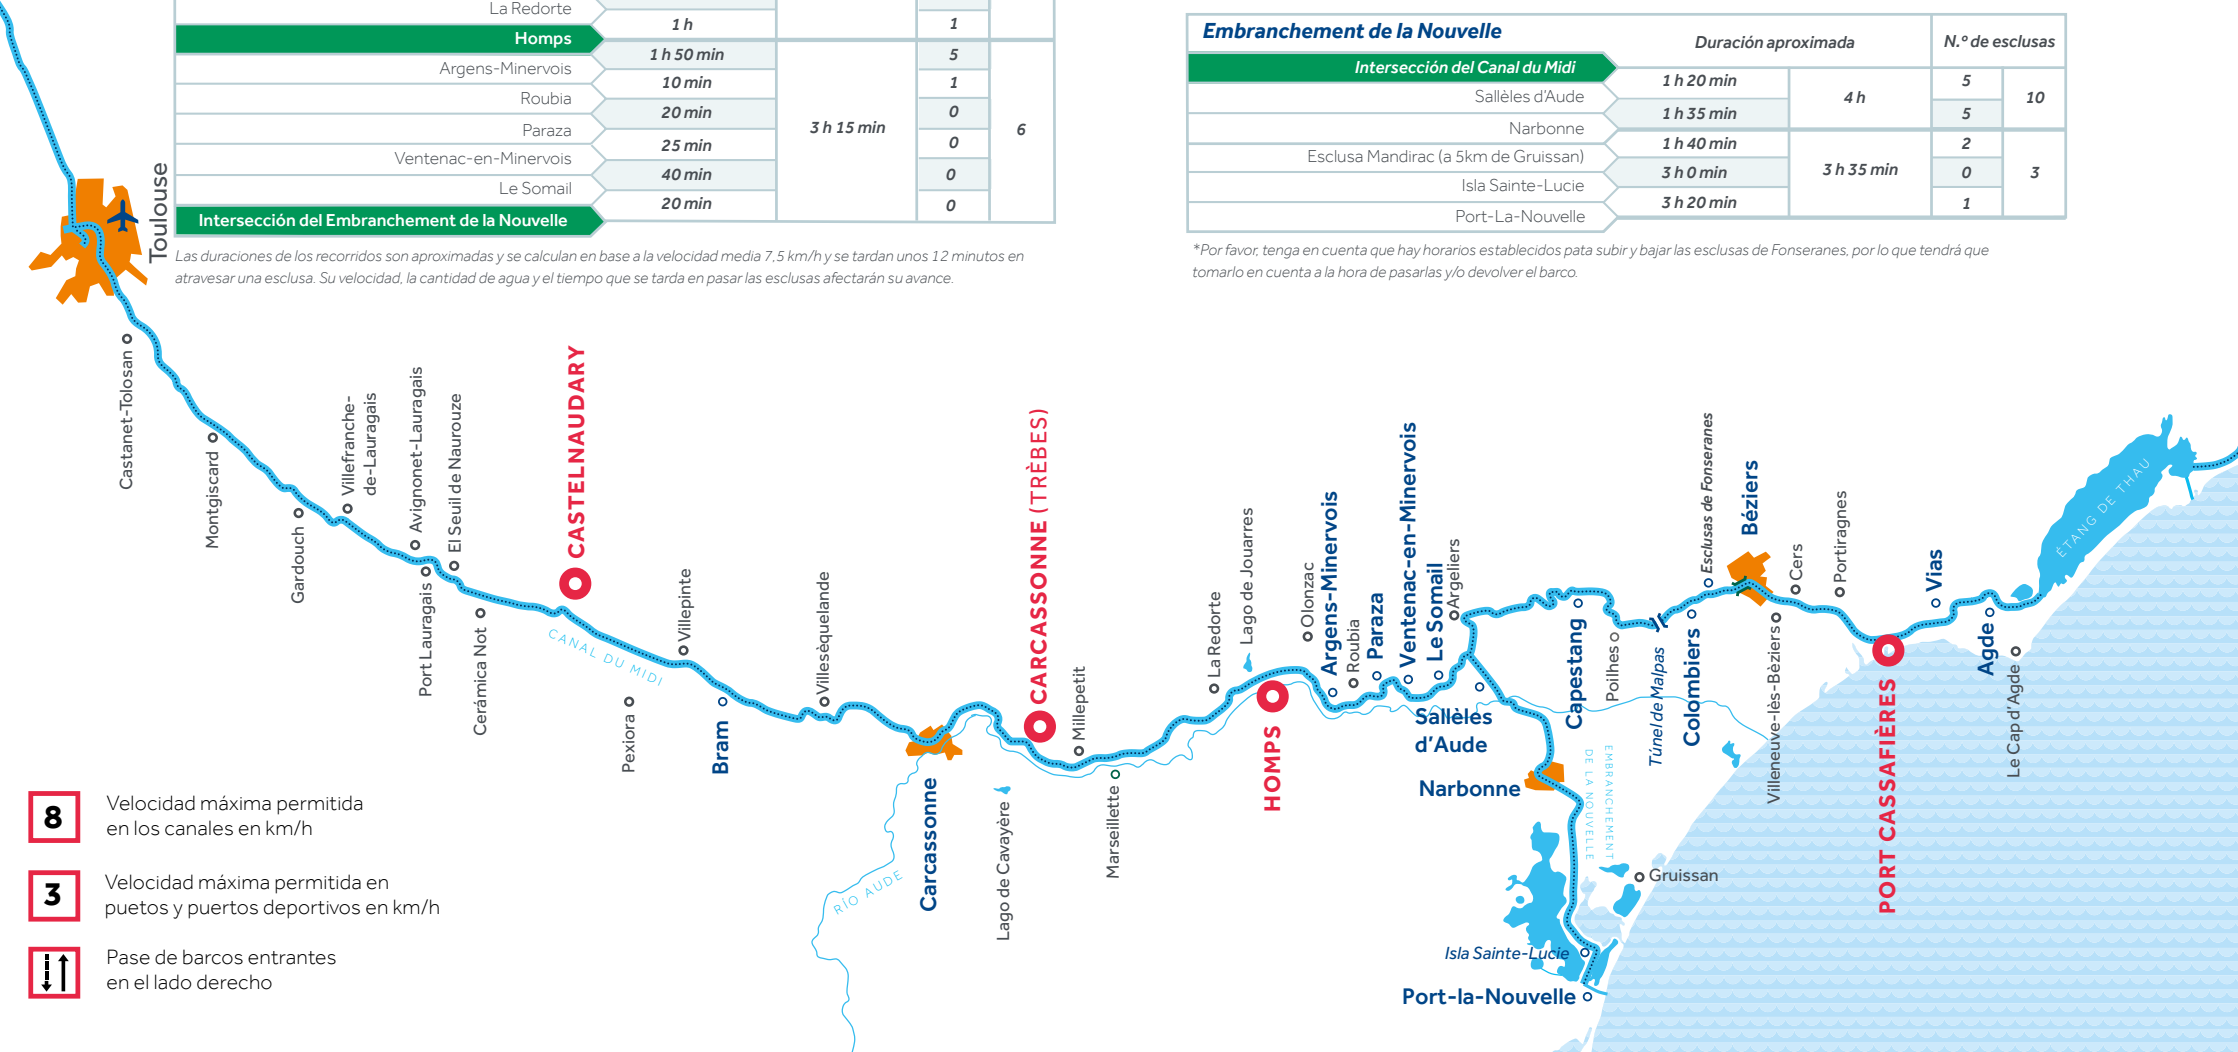 La Redorte
1 h
1
Homps
1 h 50 min
5
Argens-Minervois
10 min
1
Roubia
20 min
0
Paraza
25 min
0
Ventenac-en-Minervois
40 min
0
Le Somail
20 min
0
Intersección del Embranchement de la Nouvelle
3 h 15 min
6
Las duraciones de los recorridos son aproximadas y se calculan en base a la velocidad media 7,5 km/h y se tardan unos 12 minutos en
atravesar una esclusa. Su velocidad, la cantidad de agua y el tiempo que se tarda en pasar las esclusas afectarán su avance.
Embranchement de la Nouvelle
Duración aproximada
N.º de esclusas
Intersección del Canal du Midi
1 h 20 min
5
Sallèles d'Aude
4 h
10
1 h 35 min
5
Narbonne
1 h 40 min
2
Esclusa Mandirac (a 5km de Gruissan)
3 h 0 min
3 h 35 min
0
3
Isla Sainte-Lucie
3 h 20 min
1
Port-La-Nouvelle
*Por favor, tenga en cuenta que hay horarios establecidos pata subir y bajar las esclusas de Fonseranes, por lo que tendrá que
tomarlo en cuenta a la hora de pasarlas y/o devolver el barco.
Toulouse
Castanet-Tolosan
Montgiscard
Gardouch
Villefranche-
de-Lauragais
Avignonet-Lauragais
Port Lauragais
El Seuil de Naurouze
Cerámica Not
CASTELNAUDARY
CANAL DU MIDI
Pexiora
Villepinte
Bram
Villesèquelande
Carcassonne
RÍO AUDE
Lago de Cavayère
CARCASSONNE (TRÈBES)
Millepetit
Marseillette
La Redorte
Lago de Jouarres
HOMPS
Olonzac
Argens-Minervois
Roubia
Paraza
Ventenac-en-Minervois
Le Somail
Argeliers
Sallèles
d'Aude
Narbonne
EMBRANCHEMENT
DE LA NOUVELLE
Gruissan
Isla Sainte-Lucie
Port-la-Nouvelle
Capestang
Poilhes
Túnel de Malpas
Colombiers
Esclusas de Fonseranes
Béziers
Villeneuve-lès-Bèziers
Cers
Portiragnes
PORT CASSAFIÈRES
Vias
Agde
Le Cap d'Agde
ÉTANG DE THAU
8
Velocidad máxima permitida
en los canales en km/h
3
Velocidad máxima permitida en
puetos y puertos deportivos en km/h
Pase de barcos entrantes
en el lado derecho